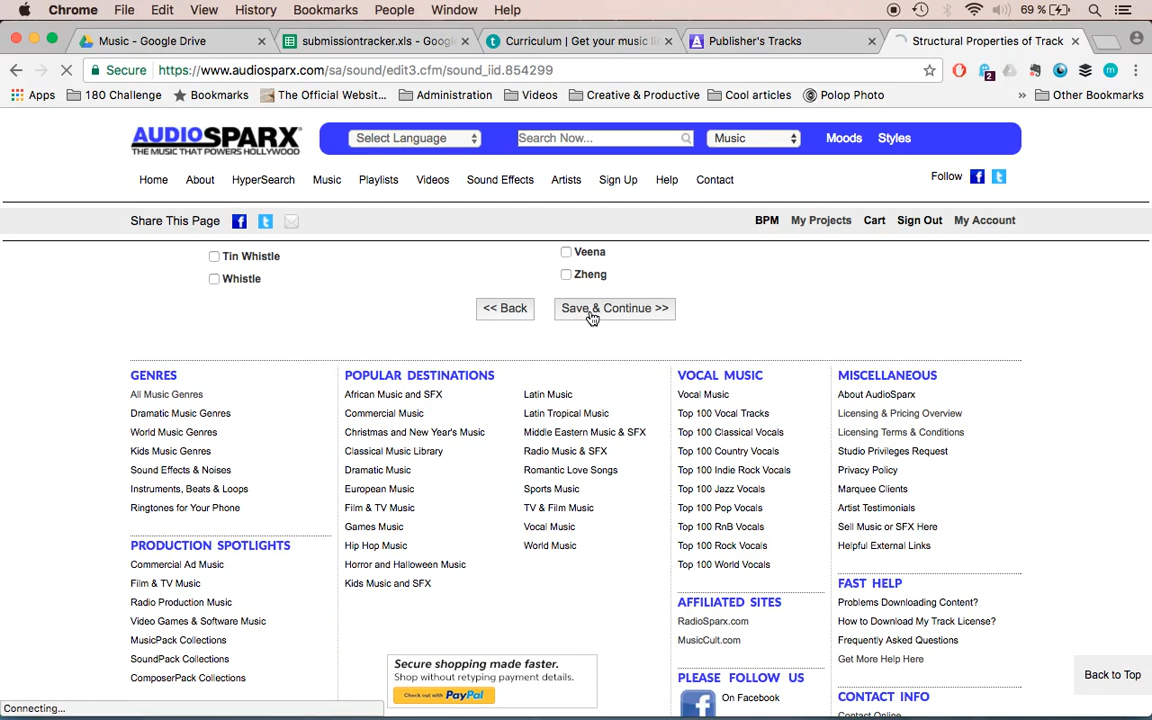 Chrome File Edit View History Bookmarks People Window Help 69 %
Music - Google Drive submissiontracker.xls - Goog Curriculum | Get your music li Publisher's Tracks Structural Properties of Track
Secure https://www.audiosparx.com/sa/sound/edit3.cfm/sound_iid.854299
Apps 180 Challenge Bookmarks The Official Website... Administration Videos Creative & Productive Cool articles Polop Photo » Other Bookmarks
AUDIOSPARX
THE MUSIC THAT POWERS HOLLYWOOD
Select Language Search Now... Music Moods Styles
Home About HyperSearch Music Playlists Videos Sound Effects Artists Sign Up Help Contact Follow
Share This Page BPM My Projects Cart Sign Out My Account
Tin Whistle Veena
Whistle Zheng
<< Back Save & Continue >>
GENRES
All Music Genres
Dramatic Music Genres
World Music Genres
Kids Music Genres
Sound Effects & Noises
Instruments, Beats & Loops
Ringtones for Your Phone
PRODUCTION SPOTLIGHTS
Commercial Ad Music
Film & TV Music
Radio Production Music
Video Games & Software Music
MusicPack Collections
SoundPack Collections
ComposerPack Collections
POPULAR DESTINATIONS
African Music and SFX
Commercial Music
Christmas and New Year's Music
Classical Music Library
Dramatic Music
European Music
Film & TV Music
Games Music
Hip Hop Music
Horror and Halloween Music
Kids Music and SFX
Latin Music
Latin Tropical Music
Middle Eastern Music & SFX
Radio Music & SFX
Romantic Love Songs
Sports Music
TV & Film Music
Vocal Music
World Music
Secure shopping made faster.
Shop without retyping payment details.
Check out with PayPal
VOCAL MUSIC
Vocal Music
Top 100 Vocal Tracks
Top 100 Classical Vocals
Top 100 Country Vocals
Top 100 Indie Rock Vocals
Top 100 Jazz Vocals
Top 100 Pop Vocals
Top 100 RnB Vocals
Top 100 Rock Vocals
Top 100 World Vocals
AFFILIATED SITES
RadioSparx.com
MusicCult.com
PLEASE FOLLOW US
On Facebook
MISCELLANEOUS
About AudioSparx
Licensing & Pricing Overview
Licensing Terms & Conditions
Studio Privileges Request
Privacy Policy
Marquee Clients
Artist Testimonials
Sell Music or SFX Here
Helpful External Links
FAST HELP
Problems Downloading Content?
How to Download My Track License?
Frequently Asked Questions
Get More Help Here
CONTACT INFO
Contact Online
Back to Top
Connecting...